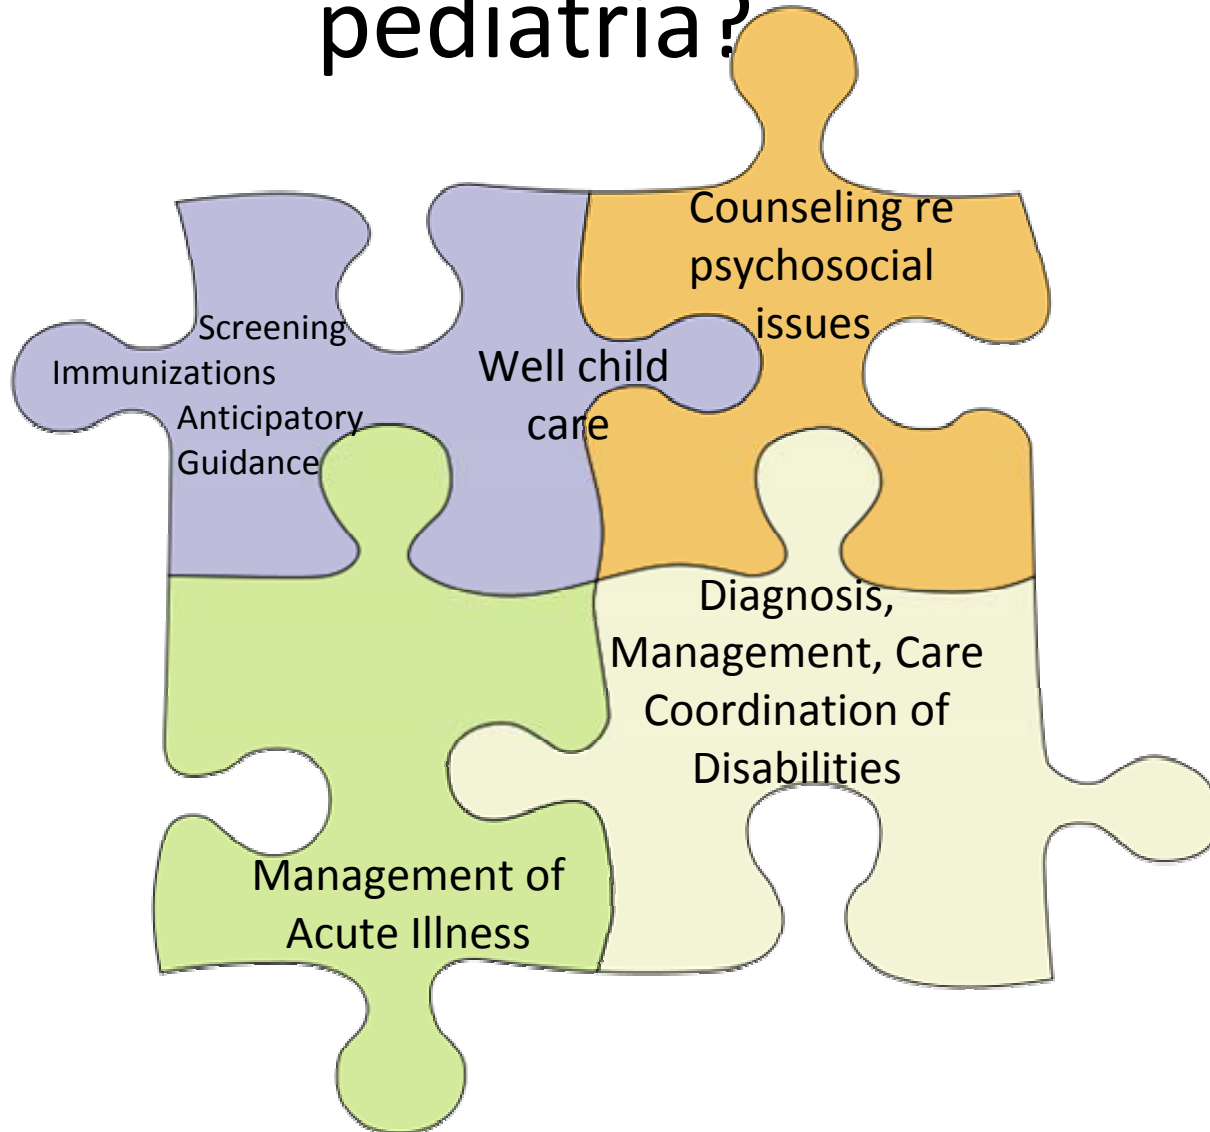 pediatria?
Counseling re
psychosocial
issues
Screening
Immunizations
Anticipatory
Guidance
Well child
care
Diagnosis,
Management, Care
Coordination of
Disabilities
Management of
Acute Illness